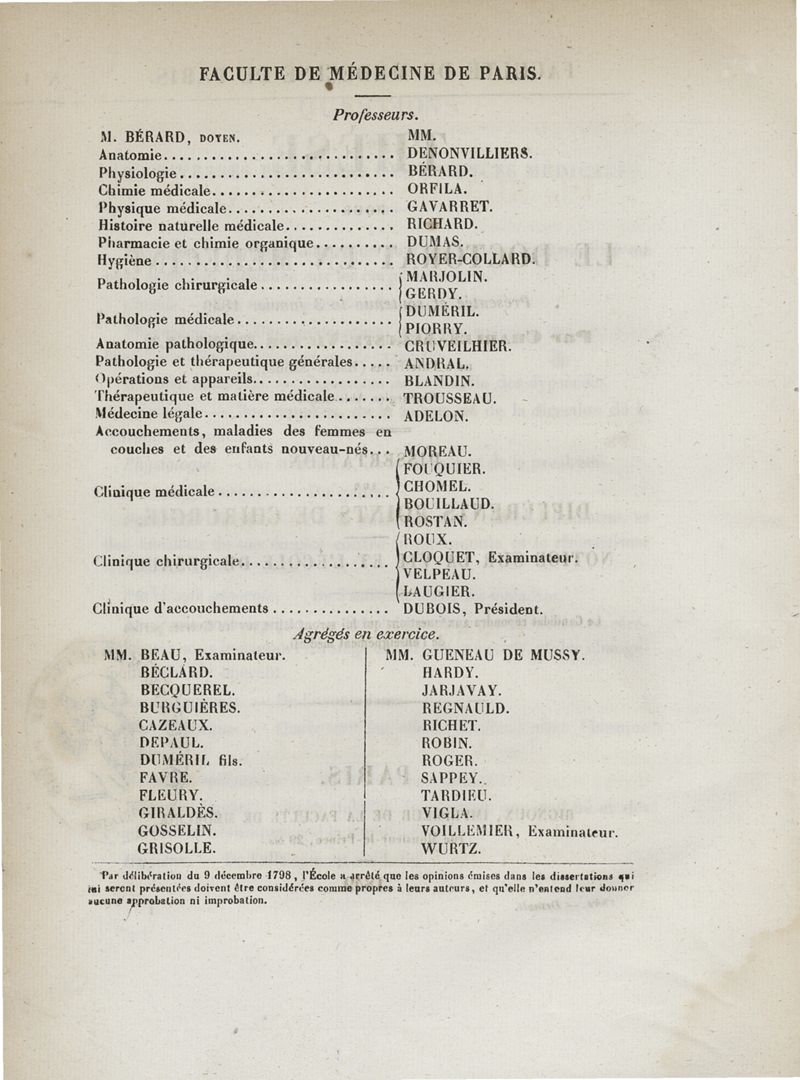 FACULTE DE MÉDECINE DE PARIS.
Professeurs.
M. BÉRARD, DOYEN. MM.
Anatomie............................ DENONVILLIERS.
Physiologie.......................... BÉRARD.
Chimie médicale...................... ORFILA.
Physique médicale.................... GAVARRET.
Histoire naturelle médicale.............. RICHARD.
Pharmacie et chimie organique.......... DUMAS.
Hygiène............................. ROYER-COLLARD.
Pathologie chirurgicale................. MARJOLIN.
GERDY.
Pathologie médicale................... DUMÉRIL.
PIORRY.
Anatomie pathologique................. CRUVEILHIER.
Pathologie et thérapeutique générales..... ANDRAL.
Opérations et appareils................. BLANDIN.
Thérapeutique et matière médicale....... TROUSSEAU.
Médecine légale....................... ADELON.
Accouchements, maladies des femmes en
couches et des enfants nouveau-nés... MOREAU.
Clinique médicale..................... FOUQUIER.
CHOMEL.
BOUILLAUD.
ROSTAN.
Clinique chirurgicale................... ROUX.
CLOQUET, Examinateur.
VELPEAU.
LAUGIER.
Clinique d'accouchements............... DUBOIS, Président.
Agrégés en exercice.
MM. BEAU, Examinateur.
BÉCLARD.
BECQUEREL.
BURGUIÈRES.
CAZEAUX.
DEPAUL.
DUMÉRIL fils.
FAVRE.
FLEURY.
GIRALDÈS.
GOSSELIN.
GRISOLLE.
MM. GUENEAU DE MUSSY.
HARDY.
JARJAVAY.
REGNAULD.
RICHET.
ROBIN.
ROGER.
SAPPEY.
TARDIEU.
VIGLA.
VOILLEMIER, Examinateur.
WURTZ.
Par délibération du 9 décembre 1798, l'École a arrêté que les opinions émises dans les dissertations qui
lui seront présentées doivent être considérées comme propres à leurs auteurs, et qu'elle n'entend leur donner
aucune approbation ni improbation.